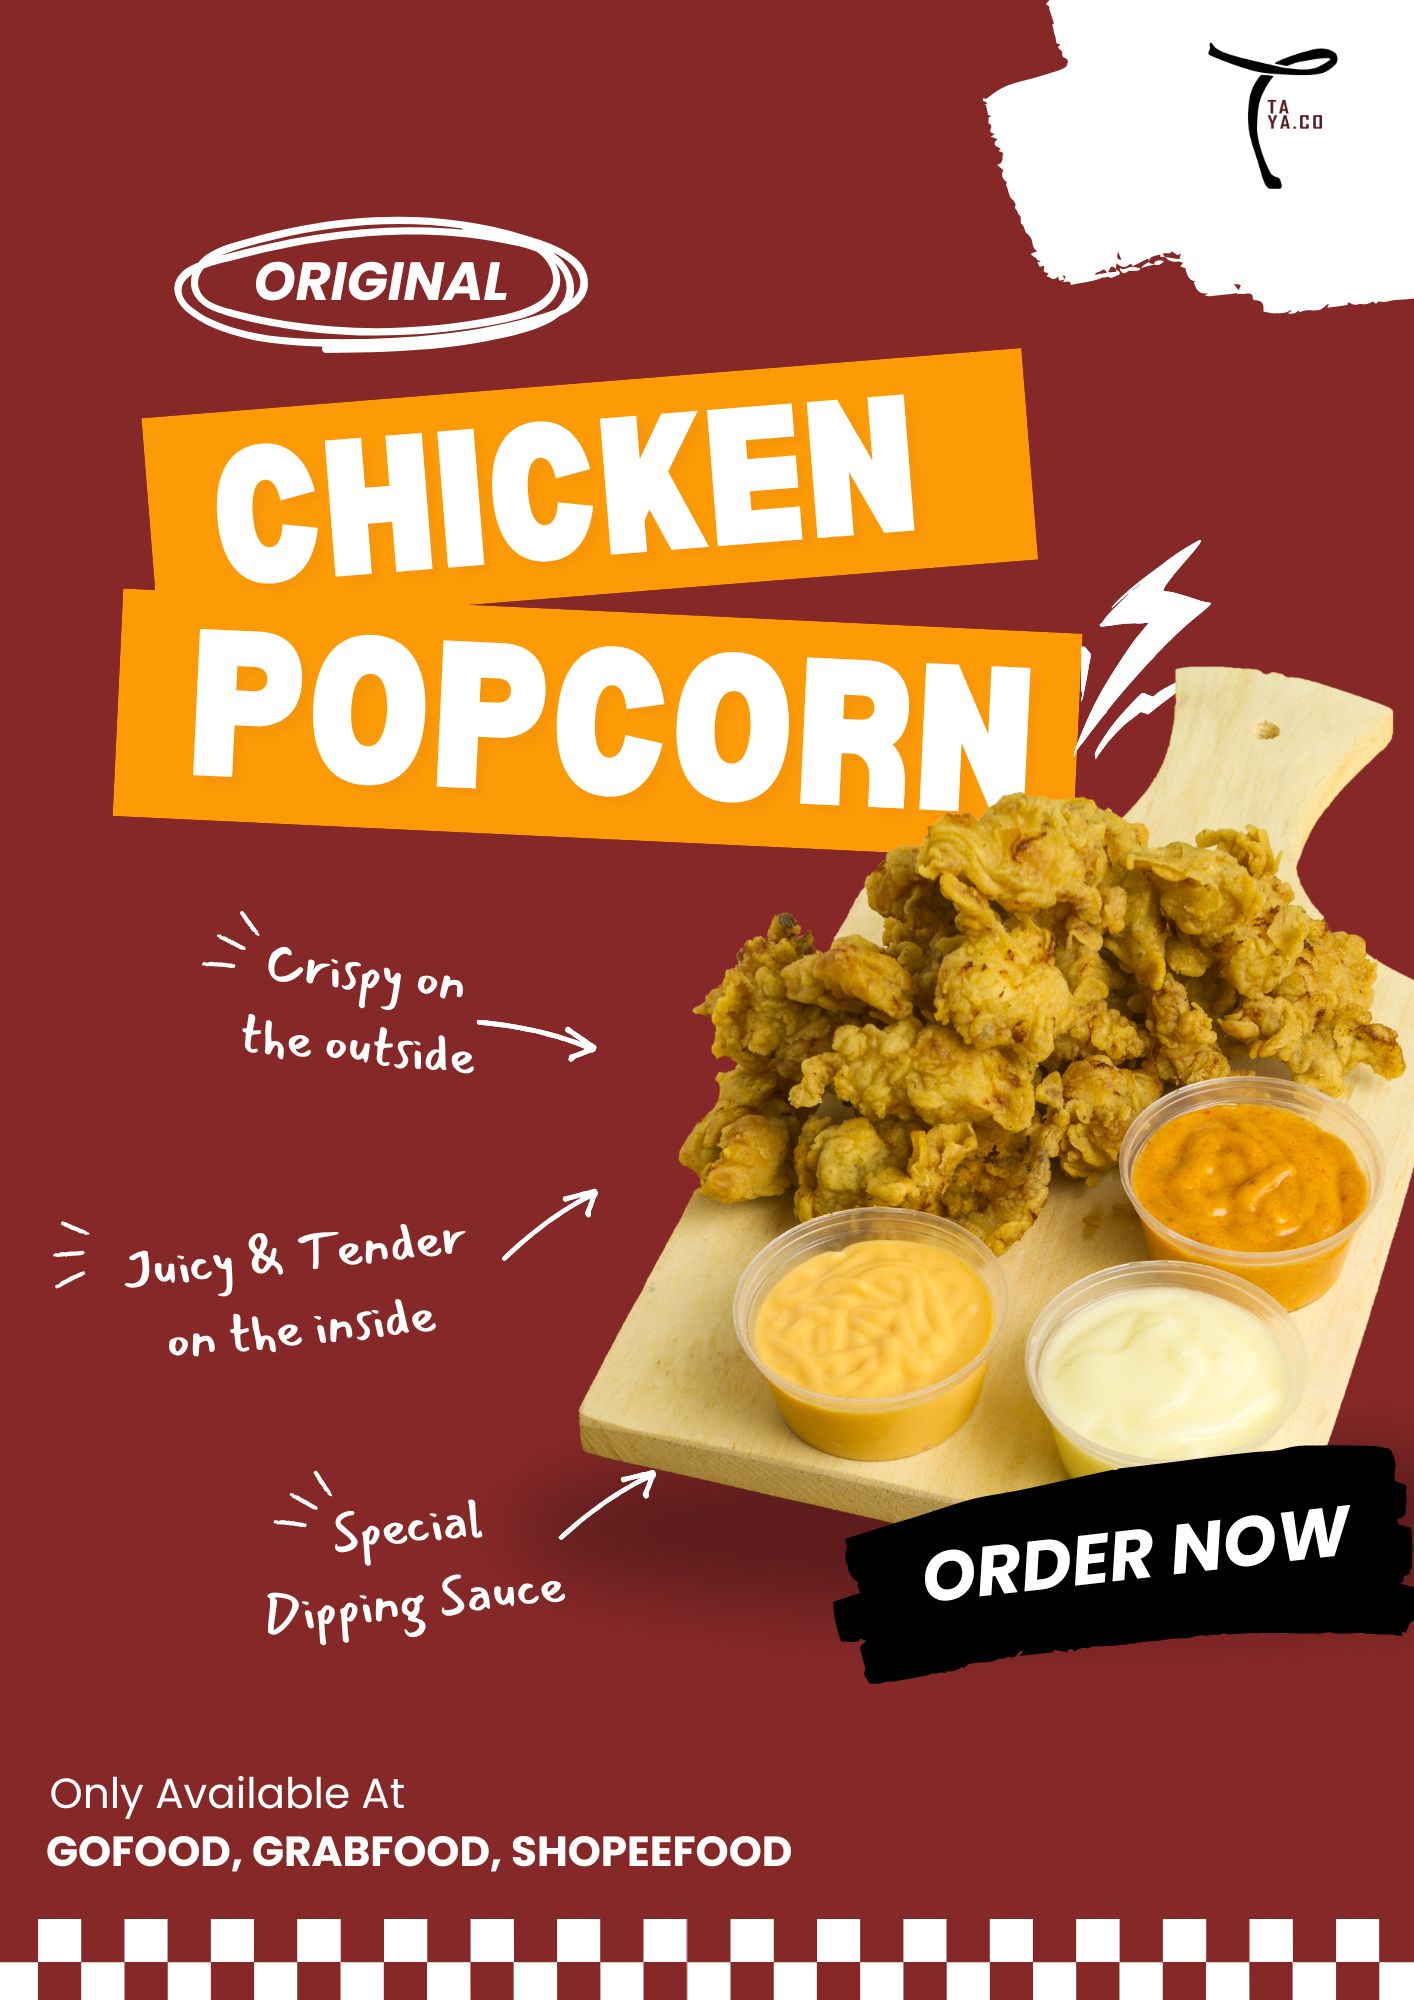 TA
YA.CO
ORIGINAL
CHICKEN
POPCORN
Crispy on
the outside
Juicy & Tender
on the inside
Special
Dipping Sauce
ORDER NOW
Only Available At
GOFOOD, GRABFOOD, SHOPEEFOOD